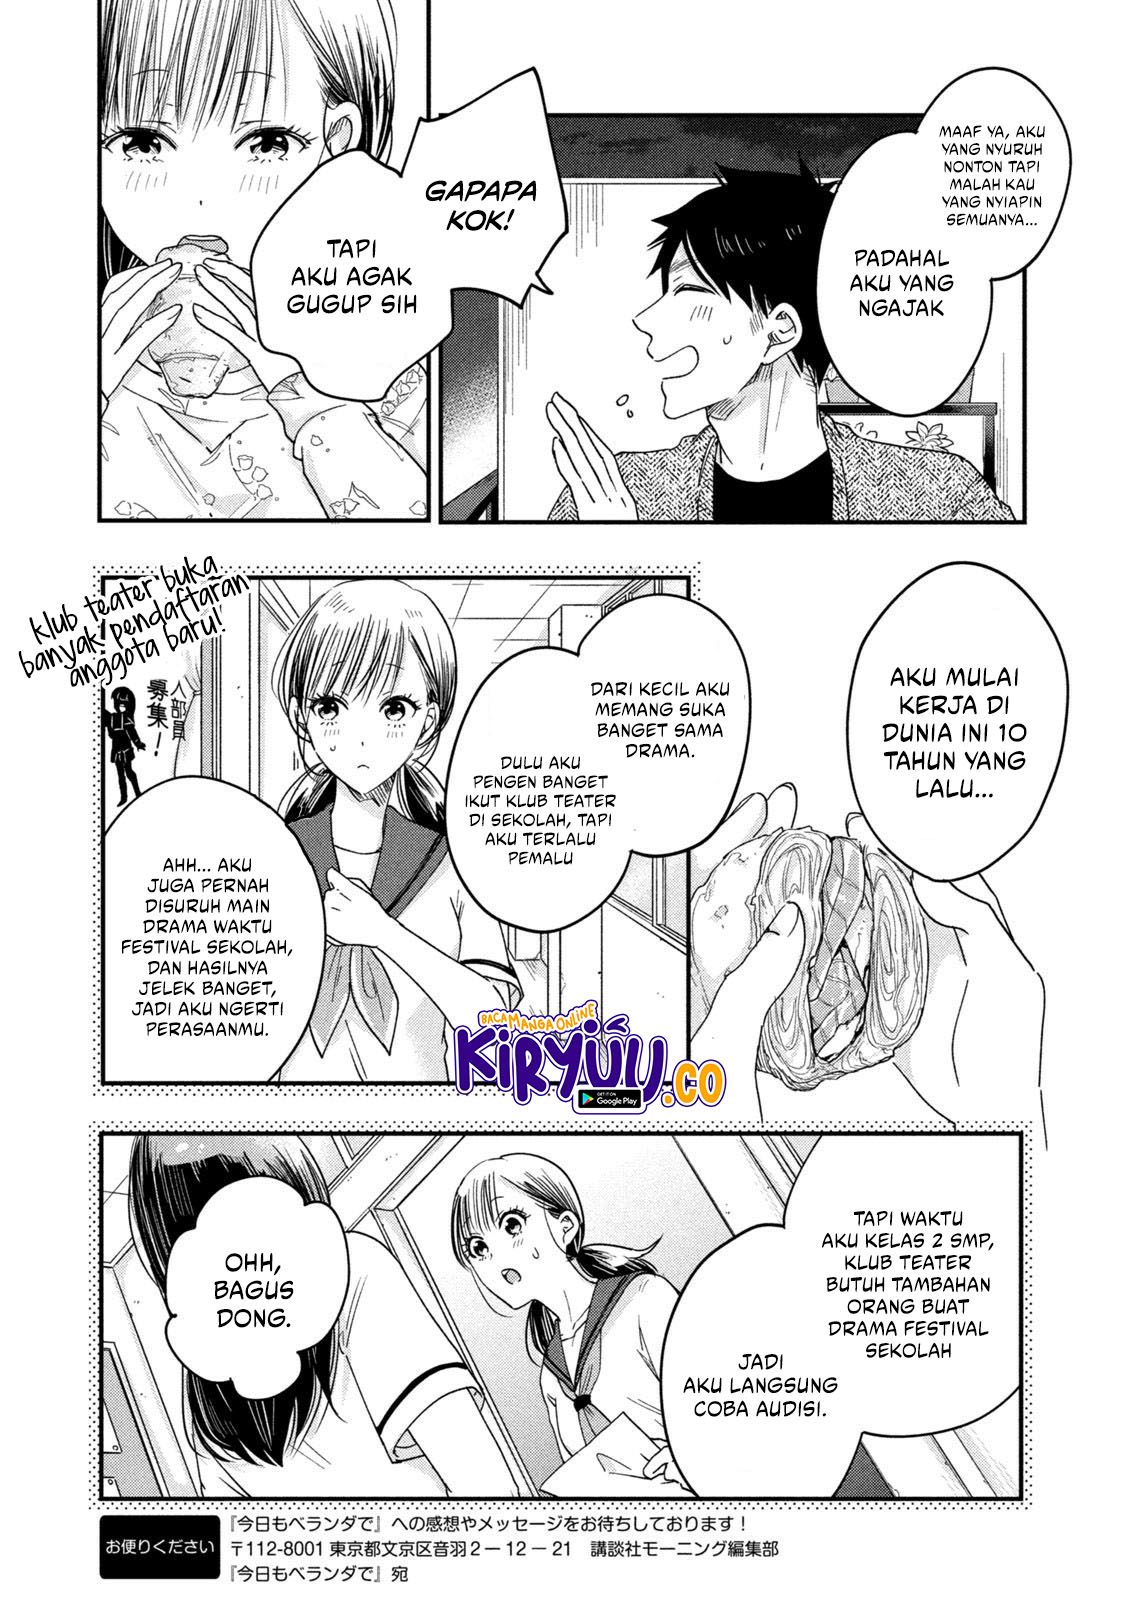 MAAF YA, AKU
YANG NYURUH
NONTON TAPI
MALAH KAU
YANG NYIAPIN
SEMUANYA...
PADAHAL
AKU YANG
NGAJAK
GAPAPA
KOK!
TAPI
AKU AGAK
GUGUP SIH
AKU MULAI
KERJA DI
DUNIA INI 10
TAHUN YANG
LALU...
DARI KECIL AKU
MEMANG SUKA
BANGET SAMA
DRAMA.
DULU AKU
PENGEN BANGET
IKUT KLUB TEATER
DI SEKOLAH, TAPI
AKU TERLALU
PEMALU
klub teater buka
banyak pendaftaran
anggota baru!
入部員
募集!
AHH... AKU
JUGA PERNAH
DISURUH MAIN
DRAMA WAKTU
FESTIVAL SEKOLAH,
DAN HASILNYA
JELEK BANGET,
JADI AKU NGERTI
PERASAANMU.
BACA MANGA ONLINE
KIRYUU.CO
GET IT ON
Google Play
TAPI WAKTU
AKU KELAS 2 SMP,
KLUB TEATER
BUTUH TAMBAHAN
ORANG BUAT
DRAMA FESTIVAL
SEKOLAH
JADI
AKU LANGSUNG
COBA AUDISI.
OHH,
BAGUS
DONG.
お便りください
『今日もベランダで』への感想やメッセージをお待ちしております!
〒112-8001 東京都文京区音羽2-12-21 講談社モーニング編集部
『今日もベランダで』宛